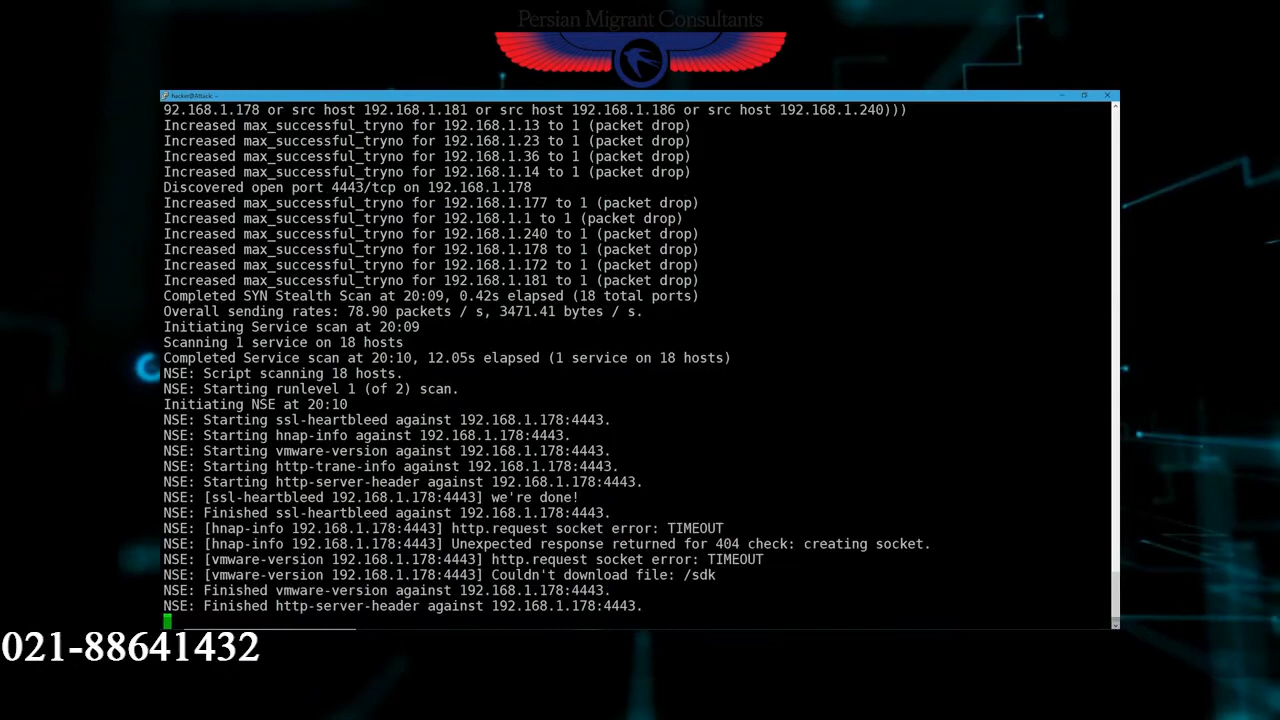 Persian Migrant Consultants
hacker@Attacic: ~
92.168.1.178 or src host 192.168.1.181 or src host 192.168.1.186 or src host 192.168.1.240)))
Increased max_successful_tryno for 192.168.1.13 to 1 (packet drop)
Increased max_successful_tryno for 192.168.1.23 to 1 (packet drop)
Increased max_successful_tryno for 192.168.1.36 to 1 (packet drop)
Increased max_successful_tryno for 192.168.1.14 to 1 (packet drop)
Discovered open port 4443/tcp on 192.168.1.178
Increased max_successful_tryno for 192.168.1.177 to 1 (packet drop)
Increased max_successful_tryno for 192.168.1.1 to 1 (packet drop)
Increased max_successful_tryno for 192.168.1.240 to 1 (packet drop)
Increased max_successful_tryno for 192.168.1.178 to 1 (packet drop)
Increased max_successful_tryno for 192.168.1.172 to 1 (packet drop)
Increased max_successful_tryno for 192.168.1.181 to 1 (packet drop)
Completed SYN Stealth Scan at 20:09, 0.42s elapsed (18 total ports)
Overall sending rates: 78.90 packets / s, 3471.41 bytes / s.
Initiating Service scan at 20:09
Scanning 1 service on 18 hosts
Completed Service scan at 20:10, 12.05s elapsed (1 service on 18 hosts)
NSE: Script scanning 18 hosts.
NSE: Starting runlevel 1 (of 2) scan.
Initiating NSE at 20:10
NSE: Starting ssl-heartbleed against 192.168.1.178:4443.
NSE: Starting hnap-info against 192.168.1.178:4443.
NSE: Starting vmware-version against 192.168.1.178:4443.
NSE: Starting http-trane-info against 192.168.1.178:4443.
NSE: Starting http-server-header against 192.168.1.178:4443.
NSE: [ssl-heartbleed 192.168.1.178:4443] we're done!
NSE: Finished ssl-heartbleed against 192.168.1.178:4443.
NSE: [hnap-info 192.168.1.178:4443] http.request socket error: TIMEOUT
NSE: [hnap-info 192.168.1.178:4443] Unexpected response returned for 404 check: creating socket.
NSE: [vmware-version 192.168.1.178:4443] http.request socket error: TIMEOUT
NSE: [vmware-version 192.168.1.178:4443] Couldn't download file: /sdk
NSE: Finished vmware-version against 192.168.1.178:4443.
NSE: Finished http-server-header against 192.168.1.178:4443.
021-88641432